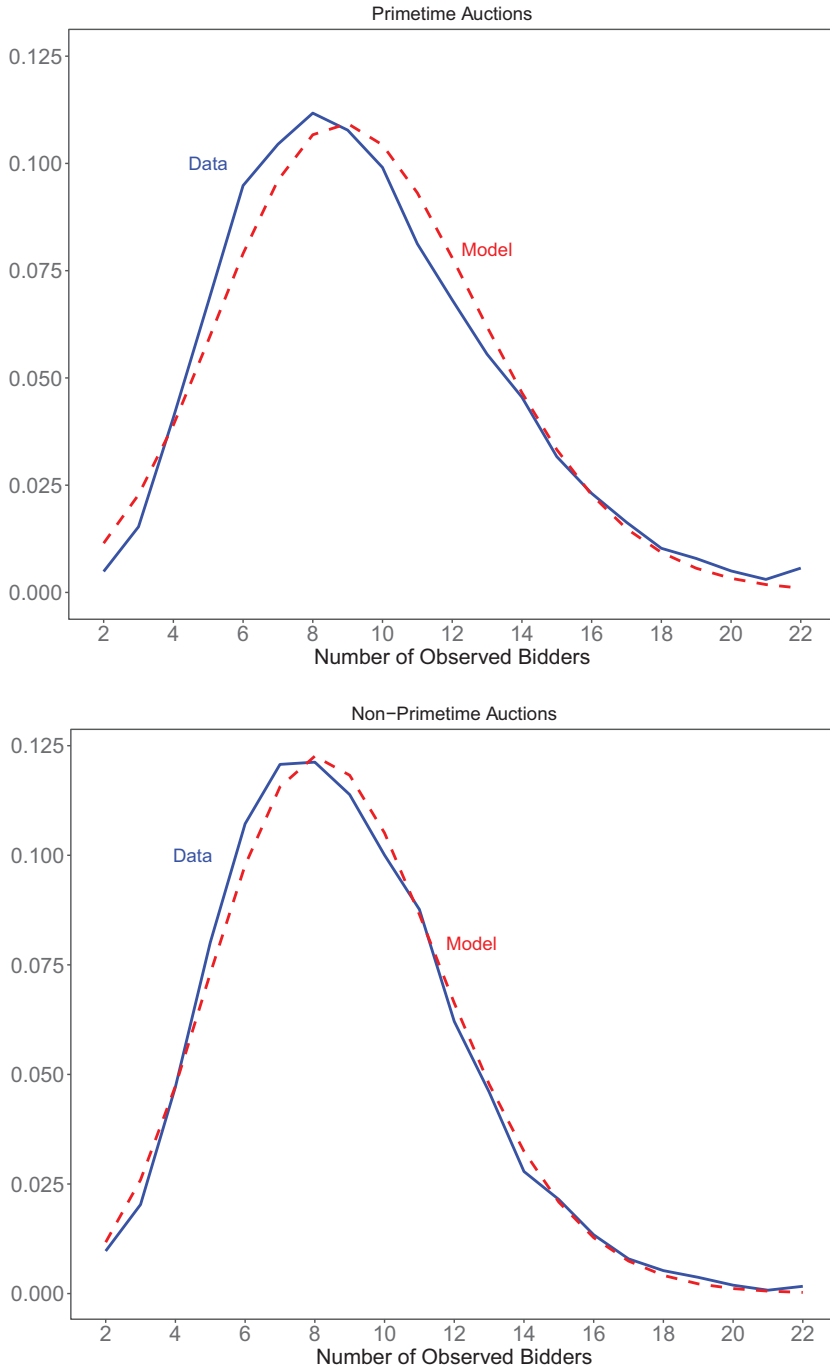 Primetime Auctions
0.125
0.100
Data
0.075
Model
0.050
0.025
0.000
2 4 6 8 10 12 14 16 18 20 22
Number of Observed Bidders
Non−Primetime Auctions
0.125
0.100
Data
0.075
Model
0.050
0.025
0.000
2 4 6 8 10 12 14 16 18 20 22
Number of Observed Bidders